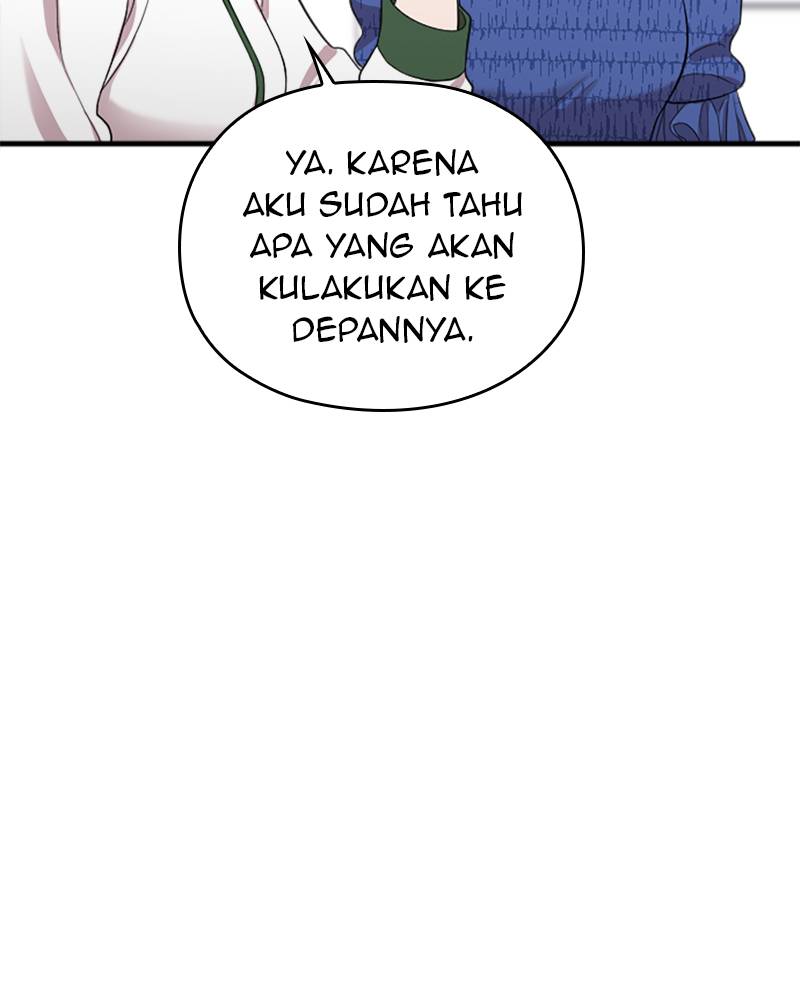 YA. KARENA
AKU SUDAH TAHU
APA YANG AKAN
KULAKUKAN KE
DEPANNYA.